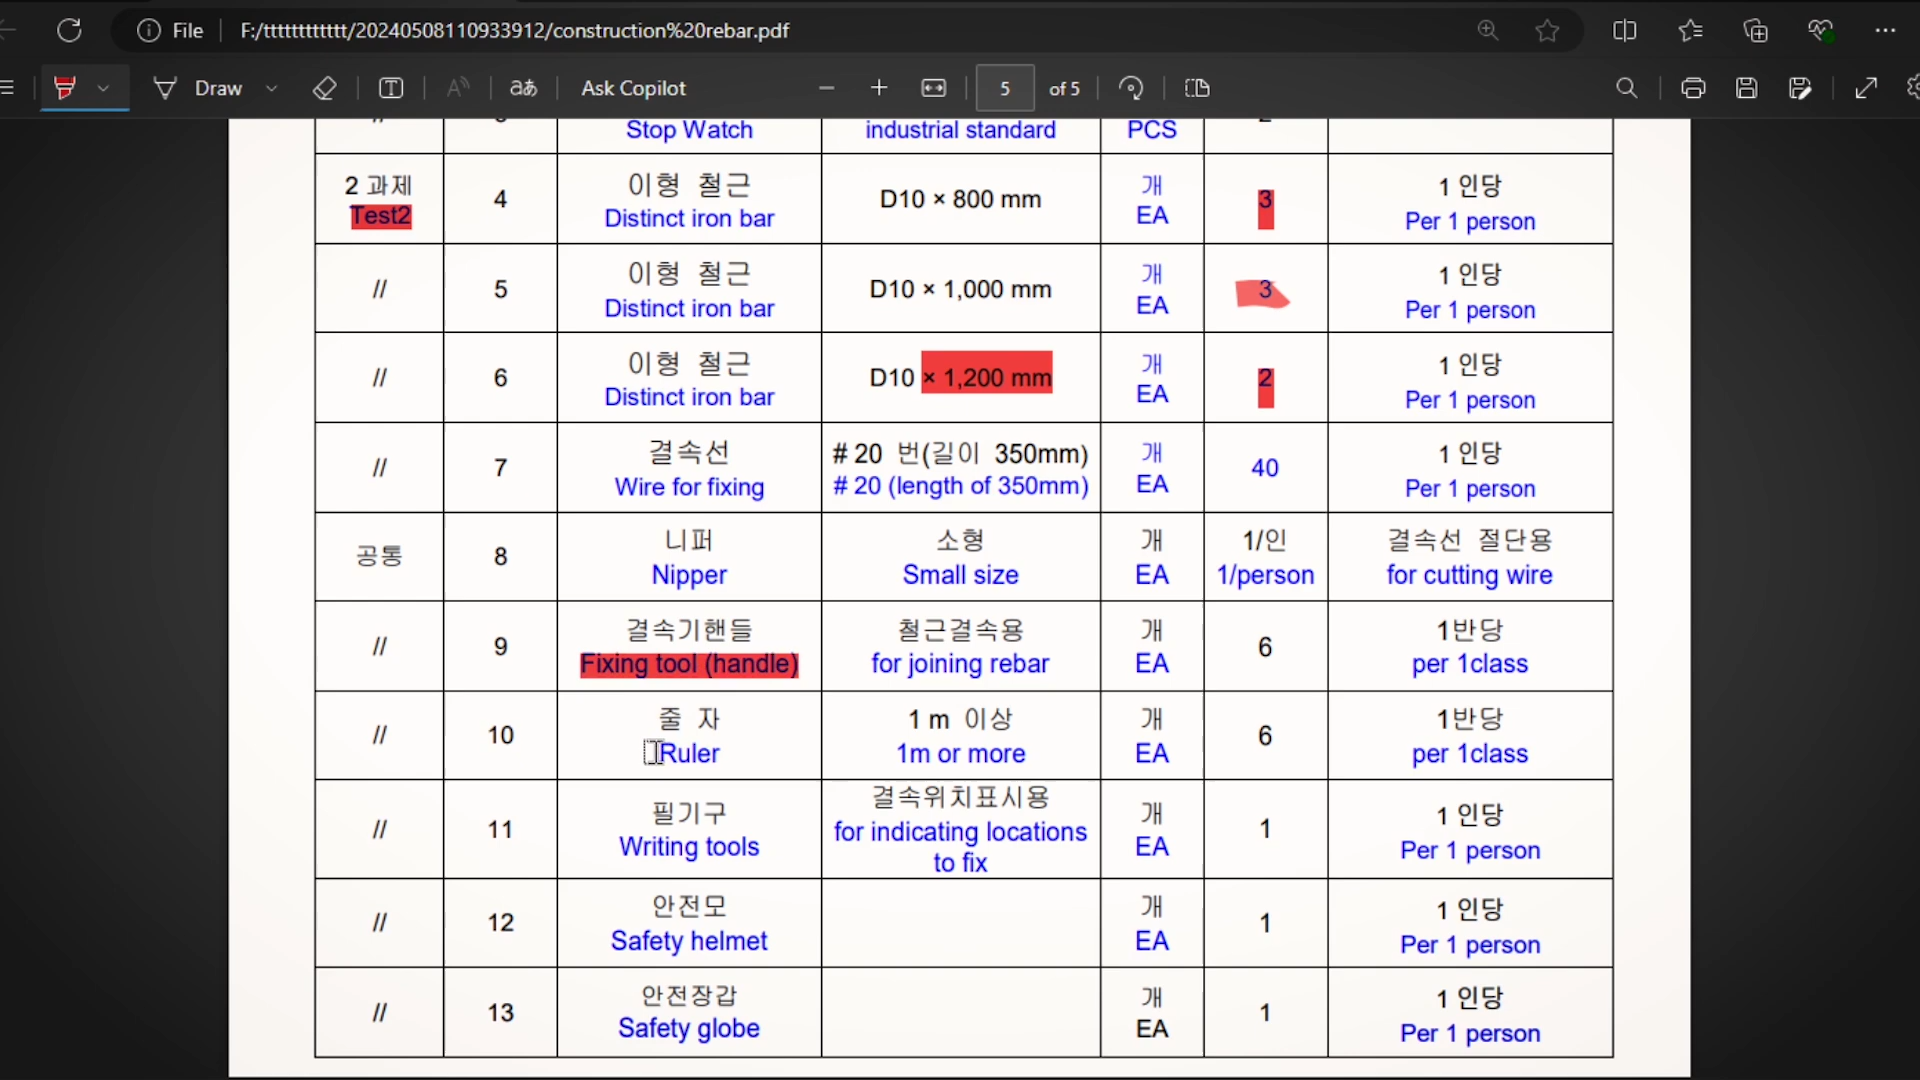 File
F:/tttttttttttt/20240508110933912/construction%20rebar.pdf
Draw
Ask Copilot
5 of 5
Stop Watch
industrial standard
PCS
2 과제
Test2
4
이형 철근
Distinct iron bar
D10 × 800 mm
개
EA
3
1 인당
Per 1 person
//
5
이형 철근
Distinct iron bar
D10 × 1,000 mm
개
EA
3
1 인당
Per 1 person
//
6
이형 철근
Distinct iron bar
D10 × 1,200 mm
개
EA
2
1 인당
Per 1 person
//
7
결속선
Wire for fixing
# 20 번(길이 350mm)
# 20 (length of 350mm)
개
EA
40
1 인당
Per 1 person
공통
8
니퍼
Nipper
소형
Small size
개
EA
1/인
1/person
결속선 절단용
for cutting wire
//
9
결속기핸들
Fixing tool (handle)
철근결속용
for joining rebar
개
EA
6
1반당
per 1class
//
10
줄 자
Ruler
1 m 이상
1m or more
개
EA
6
1반당
per 1class
//
11
필기구
Writing tools
결속위치표시용
for indicating locations
to fix
개
EA
1
1 인당
Per 1 person
//
12
안전모
Safety helmet
개
EA
1
1 인당
Per 1 person
//
13
안전장갑
Safety globe
개
EA
1
1 인당
Per 1 person